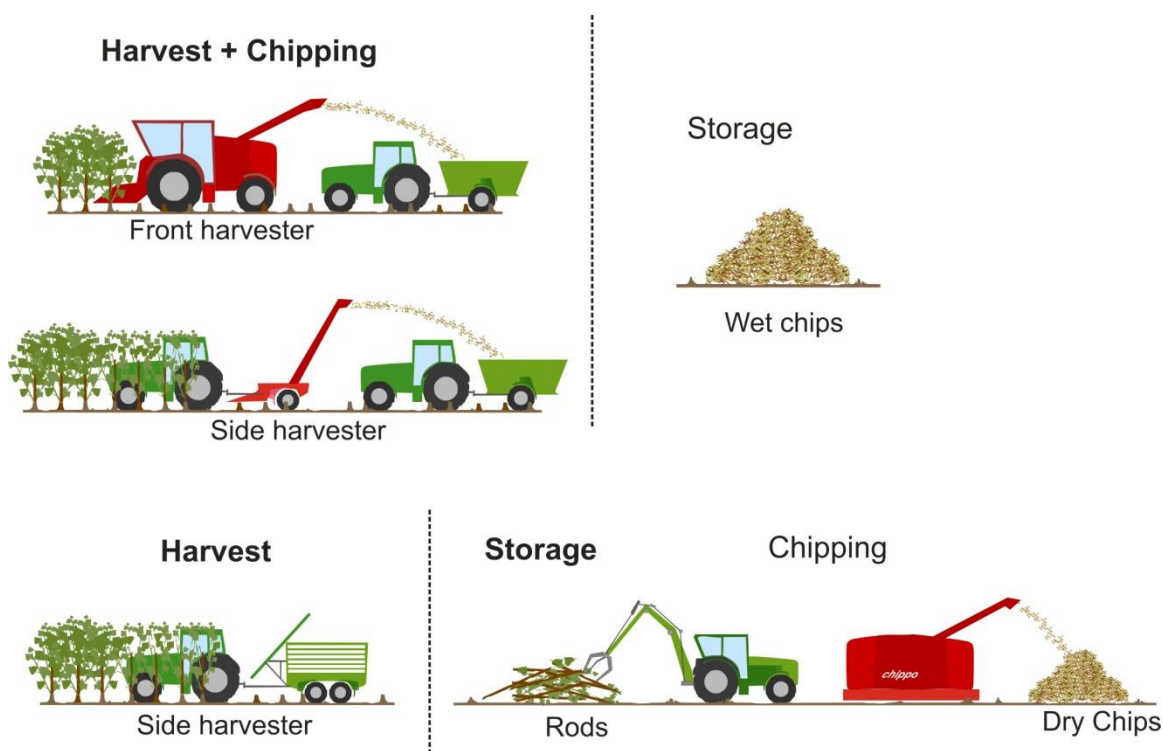 Harvest + Chipping
Front harvester
Side harvester
Storage
Wet chips
Harvest
Side harvester
Storage
Chipping
chippo
Rods
Dry Chips